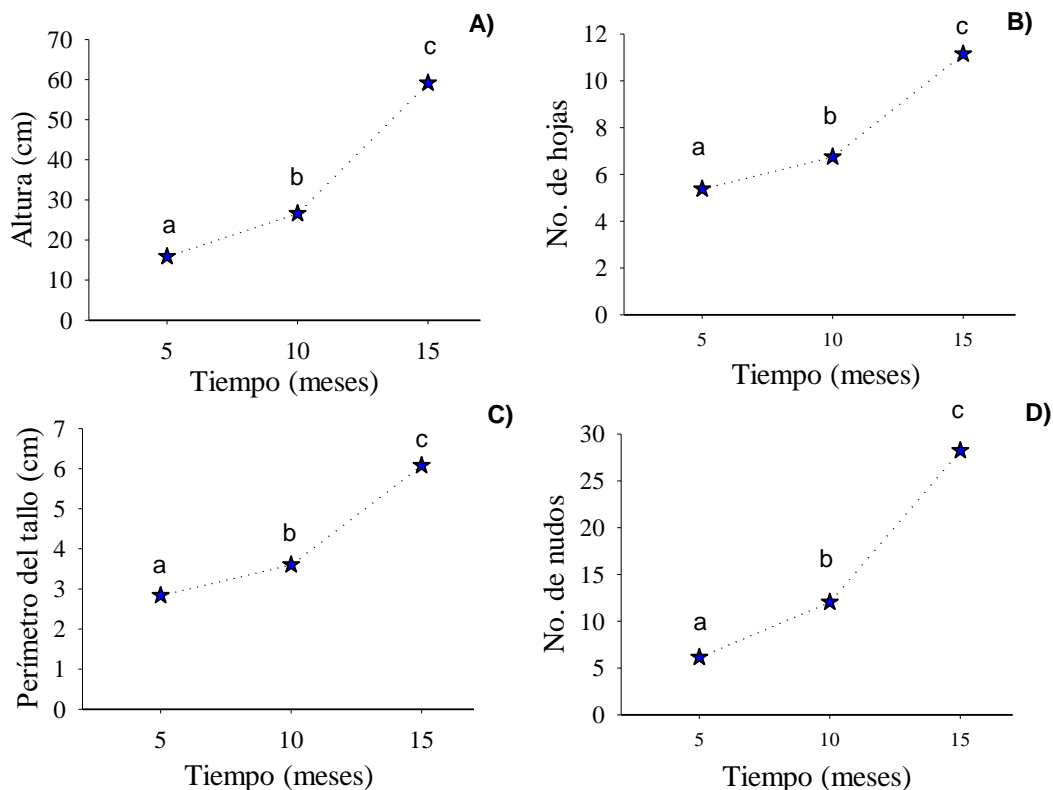 A)
70
60
50
40
30
20
10
0
Altura (cm)
a
b
c
5 10 15
Tiempo (meses)
B)
12
10
8
6
4
2
0
No. de hojas
a
b
c
5 10 15
Tiempo (meses)
C)
7
6
5
4
3
2
1
0
Perímetro del tallo (cm)
a
b
c
5 10 15
Tiempo (meses)
D)
30
25
20
15
10
5
0
No. de nudos
a
b
c
5 10 15
Tiempo (meses)